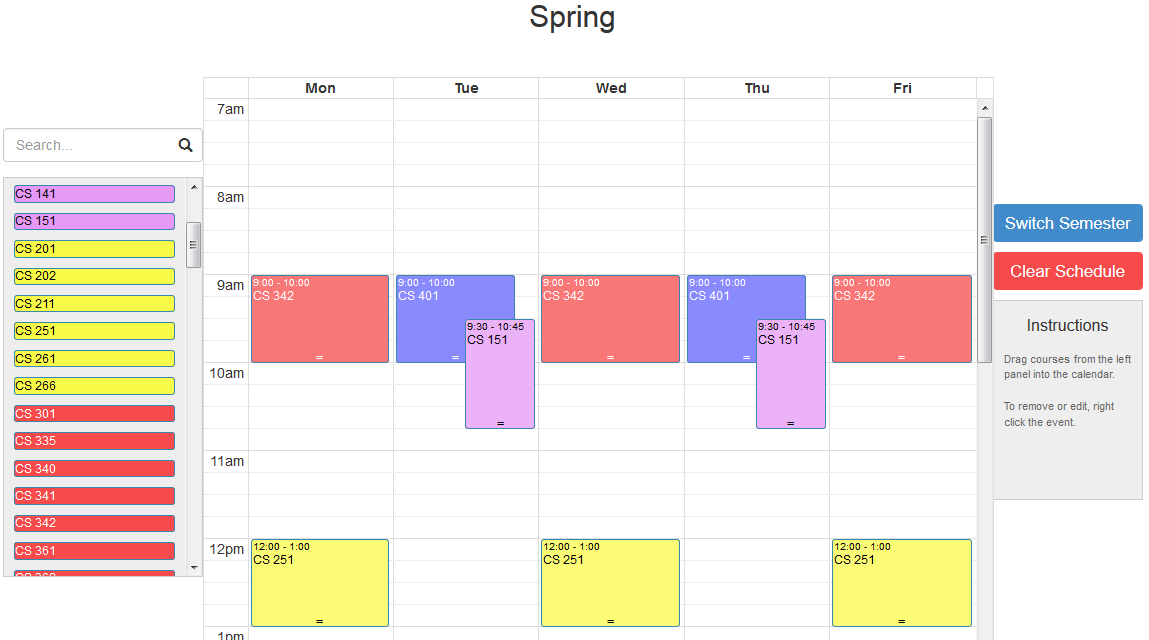 Spring
Mon Tue Wed Thu Fri
7am
8am
9am
10am
11am
12pm
1pm
Search...
CS 141
CS 151
CS 201
CS 202
CS 211
CS 251
CS 261
CS 266
CS 301
CS 335
CS 340
CS 341
CS 342
CS 361
9:00 - 10:00
CS 342
9:00 - 10:00
CS 401
9:30 - 10:45
CS 151
9:00 - 10:00
CS 342
9:00 - 10:00
CS 401
9:30 - 10:45
CS 151
9:00 - 10:00
CS 342
12:00 - 1:00
CS 251
12:00 - 1:00
CS 251
12:00 - 1:00
CS 251
Switch Semester
Clear Schedule
Instructions
Drag courses from the left
panel into the calendar.
To remove or edit, right
click the event.